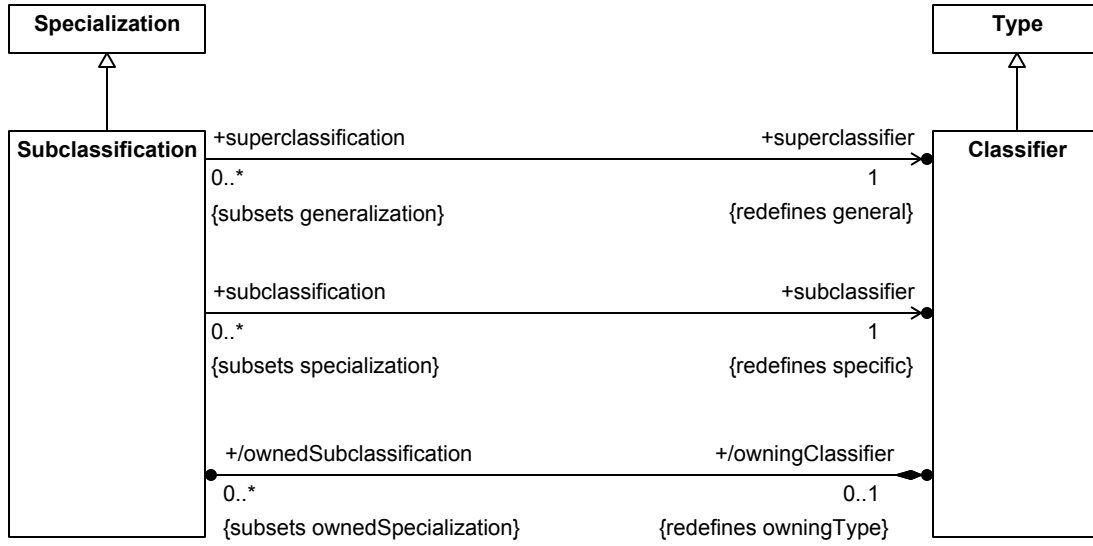 Specialization
Type
Subclassification
Classifier
+superclassification
+superclassifier
0..*
1
{subsets generalization}
{redefines general}
+subclassification
+subclassifier
0..*
1
{subsets specialization}
{redefines specific}
+/ownedSubclassification
+/owningClassifier
0..*
0..1
{subsets ownedSpecialization}
{redefines owningType}